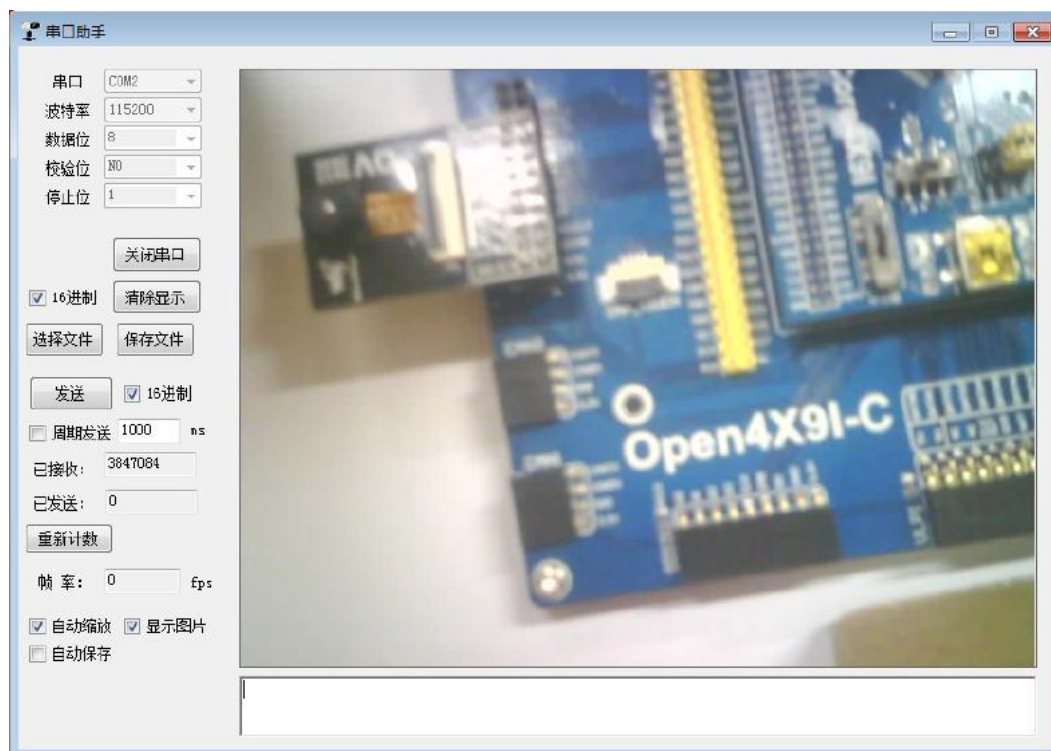 串口助手
串口 COM2
波特率 115200
数据位 8
校验位 NO
停止位 1
关闭串口
16进制 清除显示
选择文件 保存文件
发送 16进制
周期发送 1000 ms
已接收: 3847084
已发送: 0
重新计数
帧 率: 0 fps
自动缩放 显示图片
自动保存
Open4X9I-C
ULPI